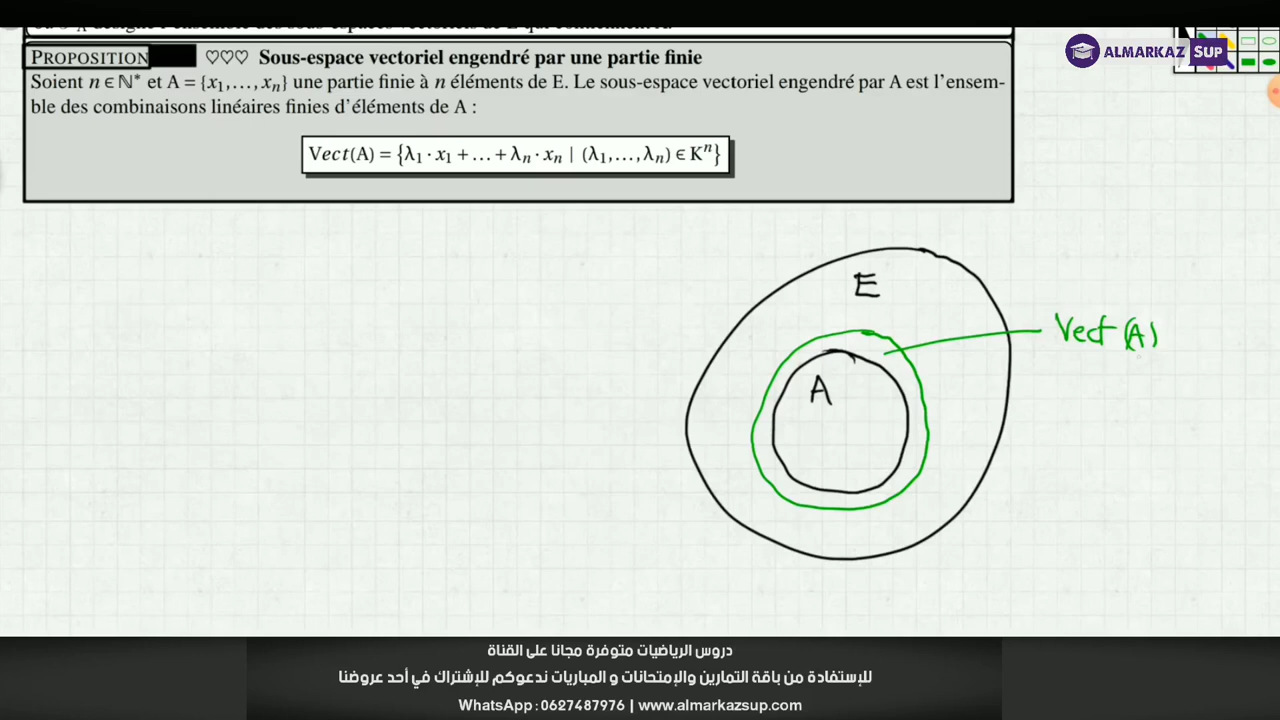 ALMARKAZ SUP
PROPOSITION ♡♡♡ Sous-espace vectoriel engendré par une partie finie
Soient n ∈ ℕ* et A = {x₁,…,xₙ} une partie finie à n éléments de E. Le sous-espace vectoriel engendré par A est l'ensem-
ble des combinaisons linéaires finies d'éléments de A :
Vect(A) = {λ₁ · x₁ + … + λₙ · xₙ | (λ₁,…,λₙ) ∈ Kⁿ}
E
Vect(A)
A
دروس الرياضيات متوفرة مجانا على القناة
للإستفادة من باقة التمارين والإمتحانات و المباريات ندعوكم للإشتراك في أحد عروضنا
WhatsApp : 0627487976 | www.almarkazsup.com